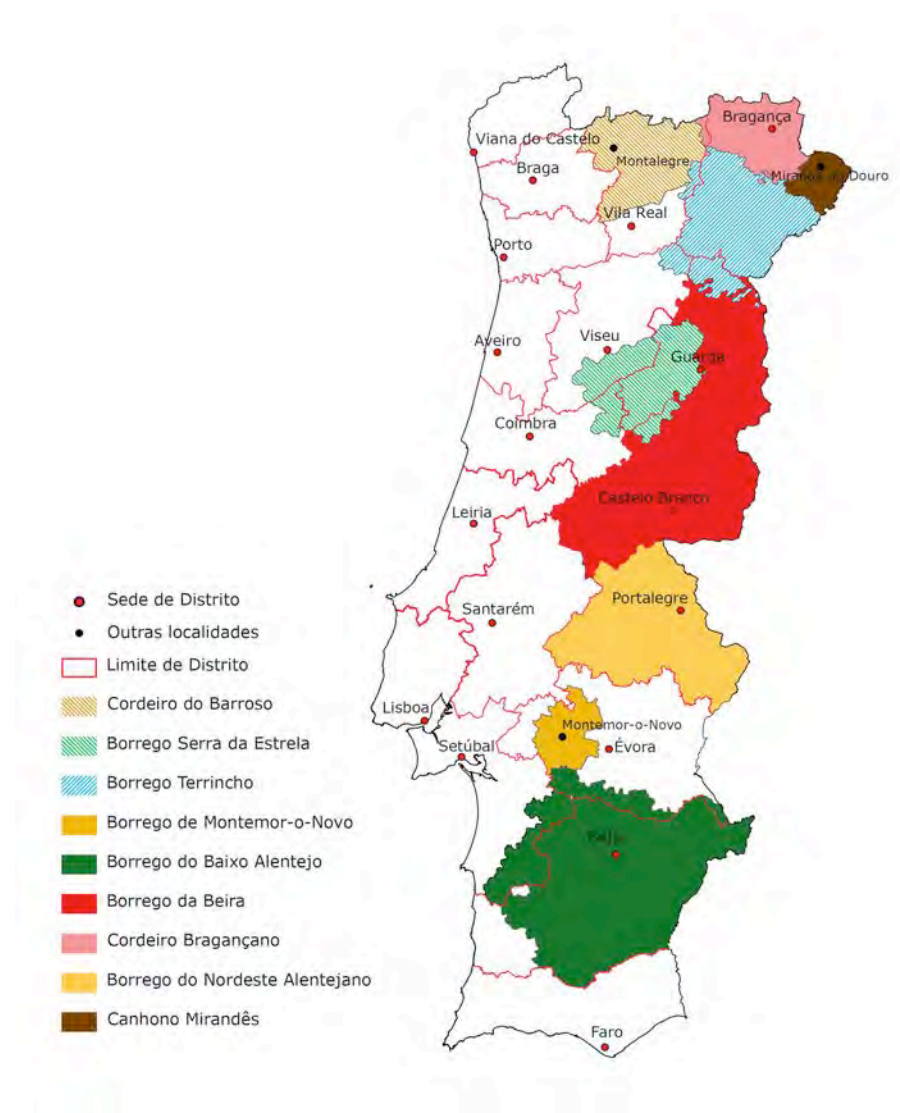 Bragança
Viana do Castelo
Montalegre
Braga
Miranda do Douro
Vila Real
Porto
Viseu
Aveiro
Guarda
Coimbra
Castelo Branco
Leiria
Sede de Distrito
Portalegre
Santarém
Outras localidades
Limite de Distrito
Cordeiro do Barroso
Lisboa
Montemor-o-Novo
Borrego Serra da Estrela
Setúbal
Évora
Borrego Terrincho
Borrego de Montemor-o-Novo
Beja
Borrego do Baixo Alentejo
Borrego da Beira
Cordeiro Bragançano
Borrego do Nordeste Alentejano
Canhono Mirandês
Faro